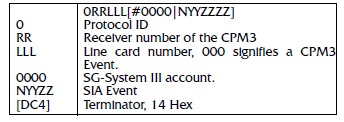 0RRLLL[#0000|NYYZZZZ]
0 Protocol ID
RR Receiver number of the CPM3
LLL Line card number, 000 signifies a CPM3
Event.
0000 SG-System III account.
NYYZZ SIA Event
[DC4] Terminator, 14 Hex